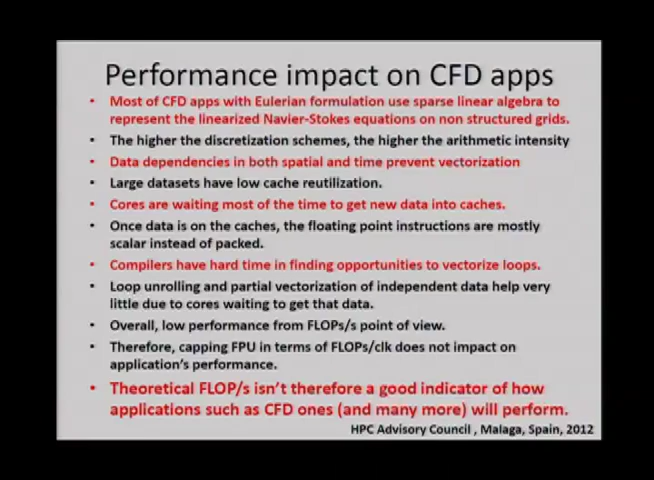 Performance impact on CFD apps
• Most of CFD apps with Eulerian formulation use sparse linear algebra to
represent the linearized Navier-Stokes equations on non structured grids.
• The higher the discretization schemes, the higher the arithmetic intensity
• Data dependencies in both spatial and time prevent vectorization
• Large datasets have low cache reutilization.
• Cores are waiting most of the time to get new data into caches.
• Once data is on the caches, the floating point instructions are mostly
scalar instead of packed.
• Compilers have hard time in finding opportunities to vectorize loops.
• Loop unrolling and partial vectorization of independent data help very
little due to cores waiting to get that data.
• Overall, low performance from FLOPs/s point of view.
• Therefore, capping FPU in terms of FLOPs/clk does not impact on
application's performance.
• Theoretical FLOP/s isn't therefore a good indicator of how
applications such as CFD ones (and many more) will perform.
HPC Advisory Council , Malaga, Spain, 2012